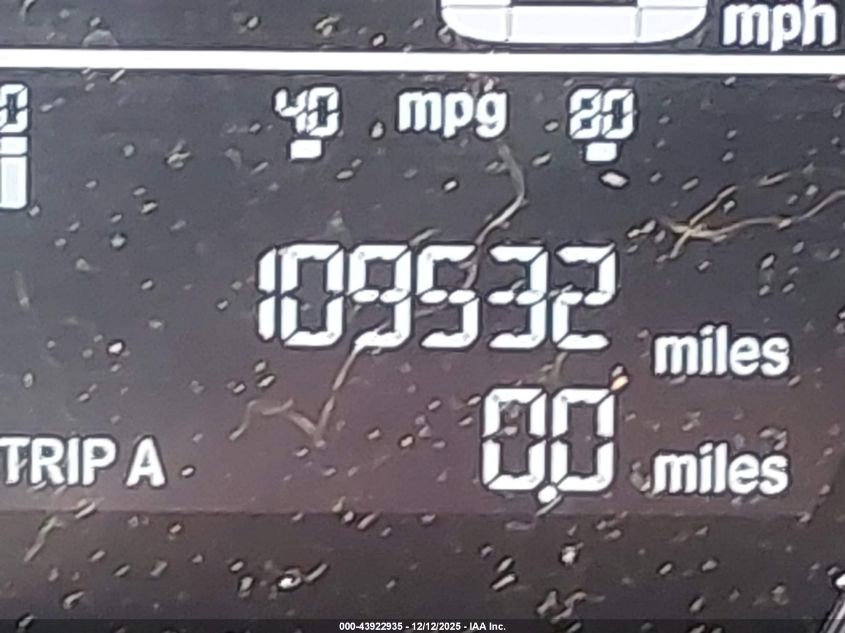 mph
40 mpg 80
109532 miles
TRIP A 0.0 miles
000-43922935 - 12/12/2025 - IAA Inc.